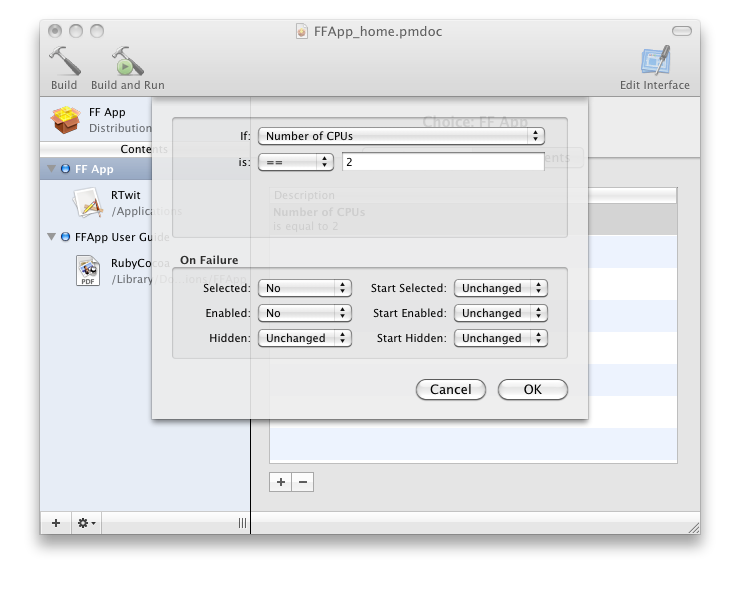 FFApp_home.pmdoc
Build
Build and Run
Edit Interface
FF App
Distribution
Contents
Choice: FF App
If: Number of CPUs
is: == 2
FF App
RTwit
/Applications
Description
Number of CPUs
is equal to 2
FFApp User Guide
RubyCocoa
/Library/
PDF
On Failure
Selected: No Start Selected: Unchanged
Enabled: No Start Enabled: Unchanged
Hidden: Unchanged Start Hidden: Unchanged
Cancel OK